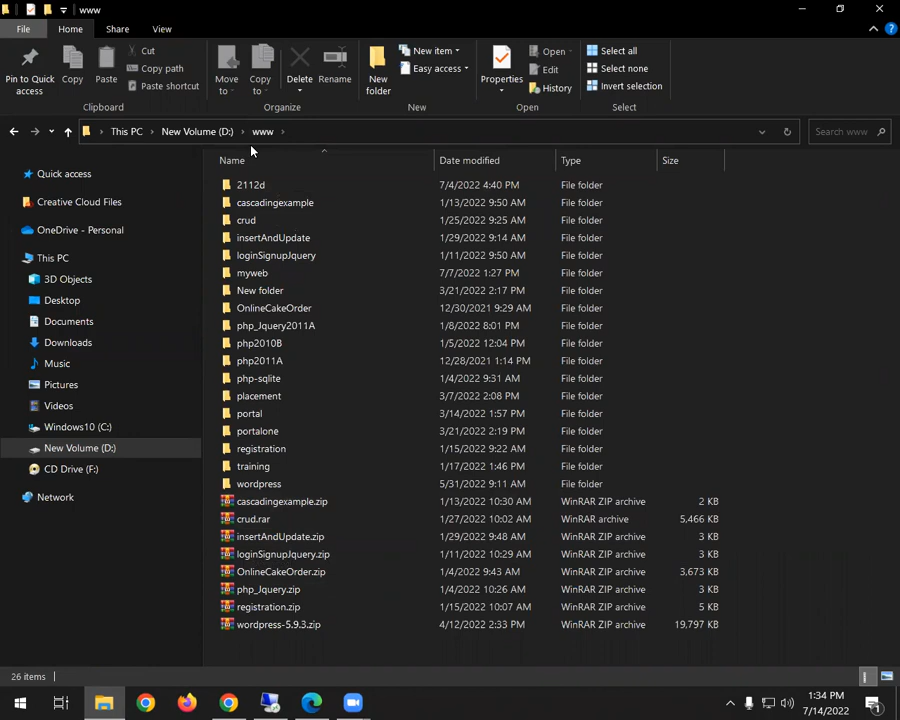 www
File Home Share View
Pin to Quick access
Copy
Paste
Cut
Copy path
Paste shortcut
Clipboard
Move to
Copy to
Delete
Rename
Organize
New folder
New item
Easy access
New
Properties
Open
Edit
History
Open
Select all
Select none
Invert selection
Select
This PC > New Volume (D:) > www >
Search www
Quick access
Creative Cloud Files
OneDrive - Personal
This PC
3D Objects
Desktop
Documents
Downloads
Music
Pictures
Videos
Windows10 (C:)
New Volume (D:)
CD Drive (F:)
Network
Name Date modified Type Size
2112d 7/4/2022 4:40 PM File folder
cascadingexample 1/13/2022 9:50 AM File folder
crud 1/25/2022 9:25 AM File folder
insertAndUpdate 1/29/2022 9:14 AM File folder
loginSignupJquery 1/11/2022 9:50 AM File folder
myweb 7/7/2022 1:27 PM File folder
New folder 3/21/2022 2:17 PM File folder
OnlineCakeOrder 12/30/2021 9:29 AM File folder
php_Jquery2011A 1/8/2022 8:01 PM File folder
php2010B 1/5/2022 12:04 PM File folder
php2011A 12/28/2021 1:14 PM File folder
php-sqlite 1/4/2022 9:31 AM File folder
placement 3/7/2022 2:08 PM File folder
portal 3/14/2022 1:57 PM File folder
portalone 3/21/2022 2:19 PM File folder
registration 1/15/2022 9:22 AM File folder
training 1/17/2022 1:46 PM File folder
wordpress 5/31/2022 9:11 AM File folder
cascadingexample.zip 1/13/2022 10:30 AM WinRAR ZIP archive 2 KB
crud.rar 1/27/2022 10:02 AM WinRAR archive 5,466 KB
insertAndUpdate.zip 1/29/2022 9:48 AM WinRAR ZIP archive 3 KB
loginSignupJquery.zip 1/11/2022 10:29 AM WinRAR ZIP archive 3 KB
OnlineCakeOrder.zip 1/4/2022 9:43 AM WinRAR ZIP archive 3,673 KB
php_Jquery.zip 1/4/2022 10:26 AM WinRAR ZIP archive 3 KB
registration.zip 1/15/2022 10:07 AM WinRAR ZIP archive 5 KB
wordpress-5.9.3.zip 4/12/2022 2:33 PM WinRAR ZIP archive 19,797 KB
26 items
1:34 PM
7/14/2022
1